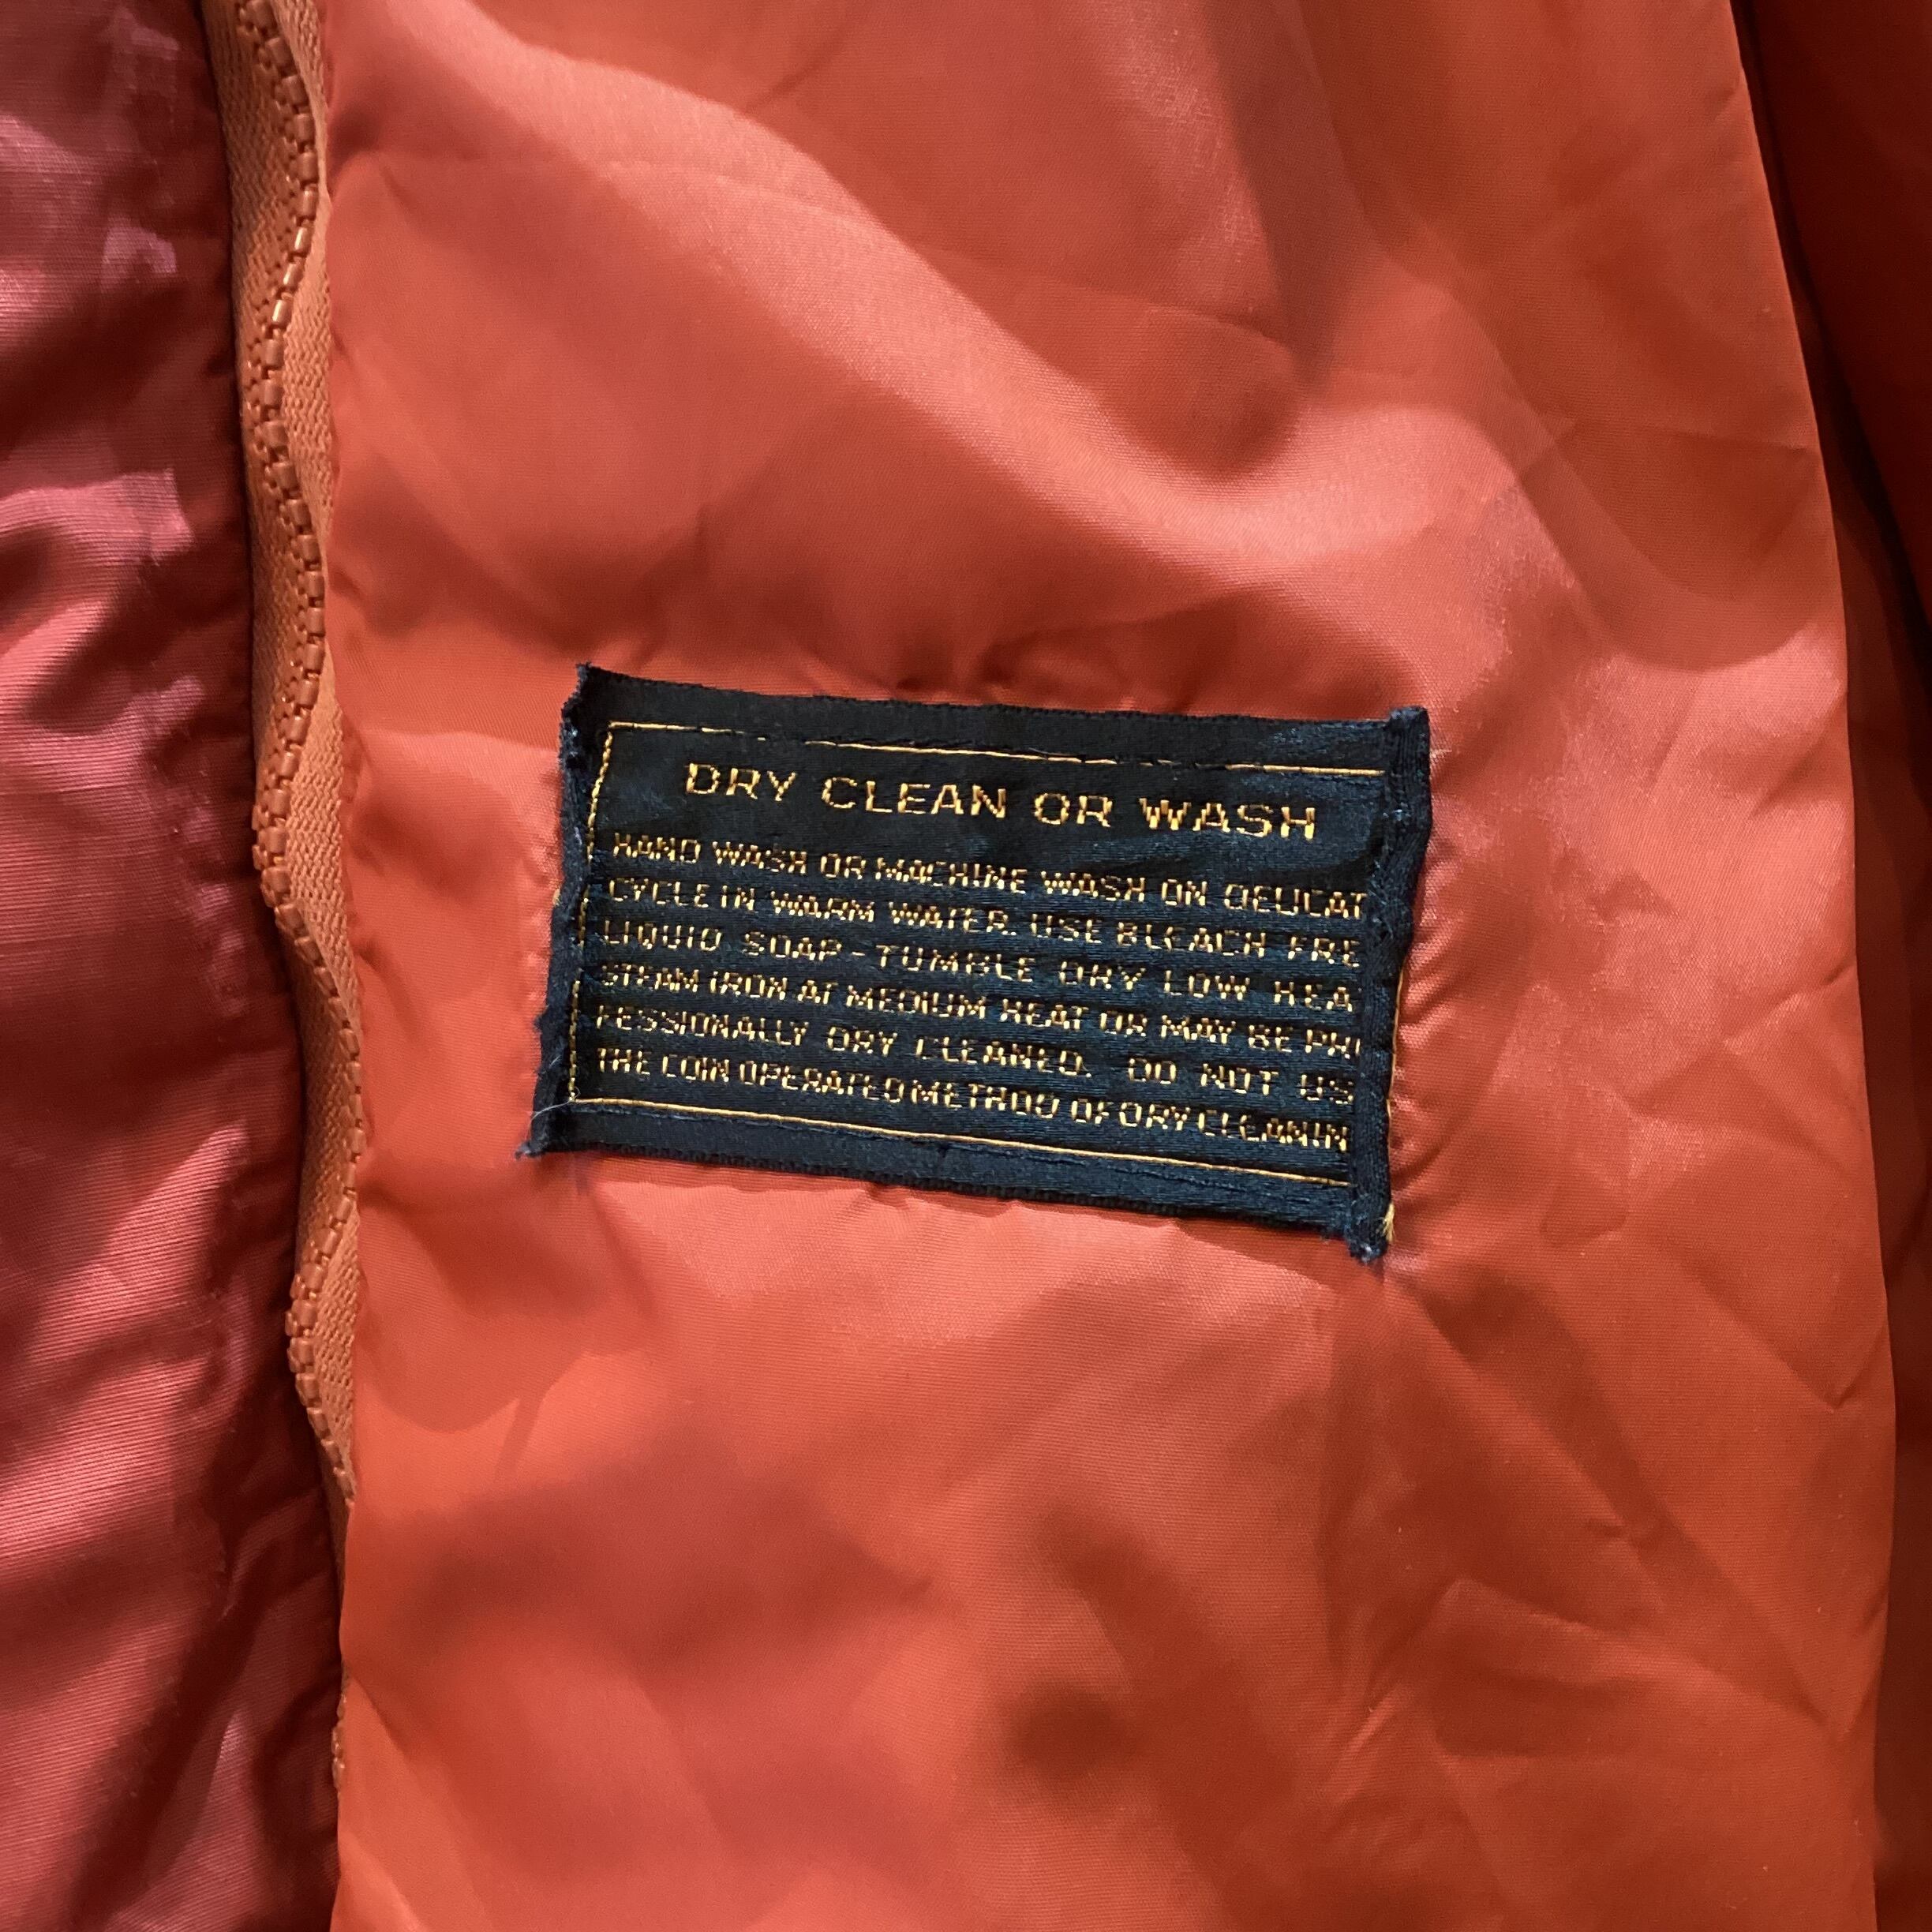 DRY CLEAN OR WASH
HAND WASH OR MACHINE WASH ON DELICAT
CYCLE IN WARM WATER. USE BLEACH FRE
LIQUID SOAP - TUMBLE DRY LOW HEA
STEAM IRON AT MEDIUM HEAT OR MAY BE PR
FESSIONALLY DRY CLEANED. DO NOT US
THE COIN OPERATED METHOD OF DRY CLEANIN